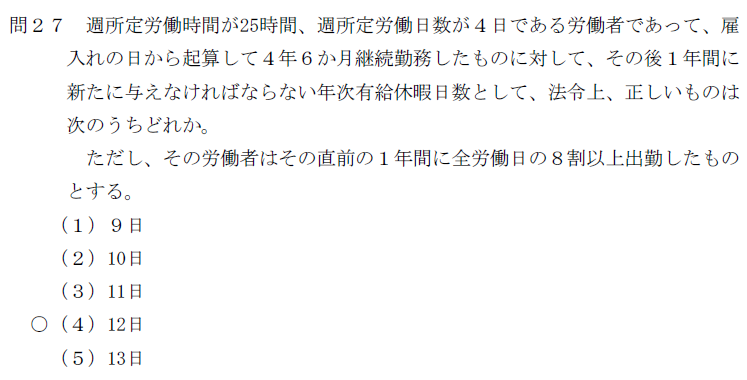 問２７　週所定労働時間が25時間、週所定労働日数が４日である労働者であって、雇
入れの日から起算して４年６か月継続勤務したものに対して、その後１年間に
新たに与えなければならない年次有給休暇日数として、法令上、正しいものは
次のうちどれか。
ただし、その労働者はその直前の１年間に全労働日の８割以上出勤したもの
とする。
（１）９日
（２）10日
（３）11日
○（４）12日
（５）13日